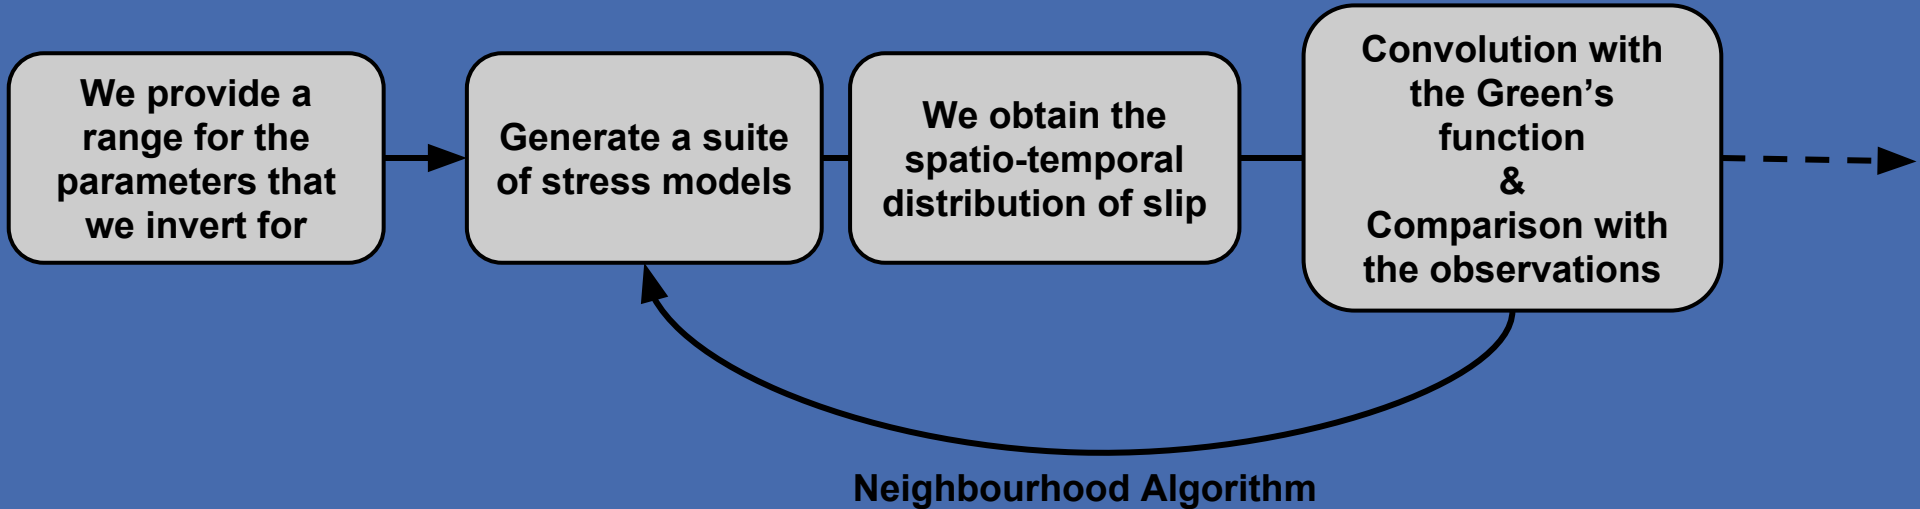 We provide a
range for the
parameters that
we invert for
Generate a suite
of stress models
We obtain the
spatio-temporal
distribution of slip
Convolution with
the Green’s
function
&
Comparison with
the observations
Neighbourhood Algorithm